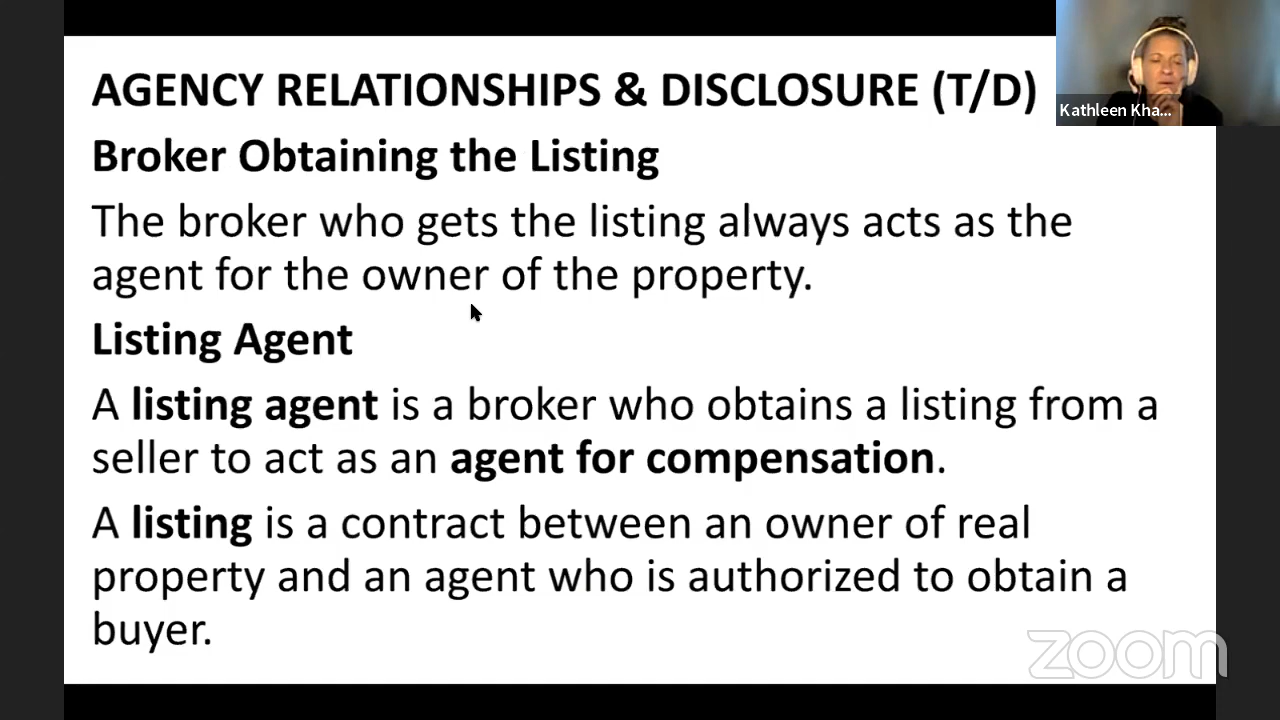 AGENCY RELATIONSHIPS & DISCLOSURE (T/D)
Kathleen Kha...
Broker Obtaining the Listing
The broker who gets the listing always acts as the
agent for the owner of the property.
Listing Agent
A listing agent is a broker who obtains a listing from a
seller to act as an agent for compensation.
A listing is a contract between an owner of real
property and an agent who is authorized to obtain a
buyer.
zoom